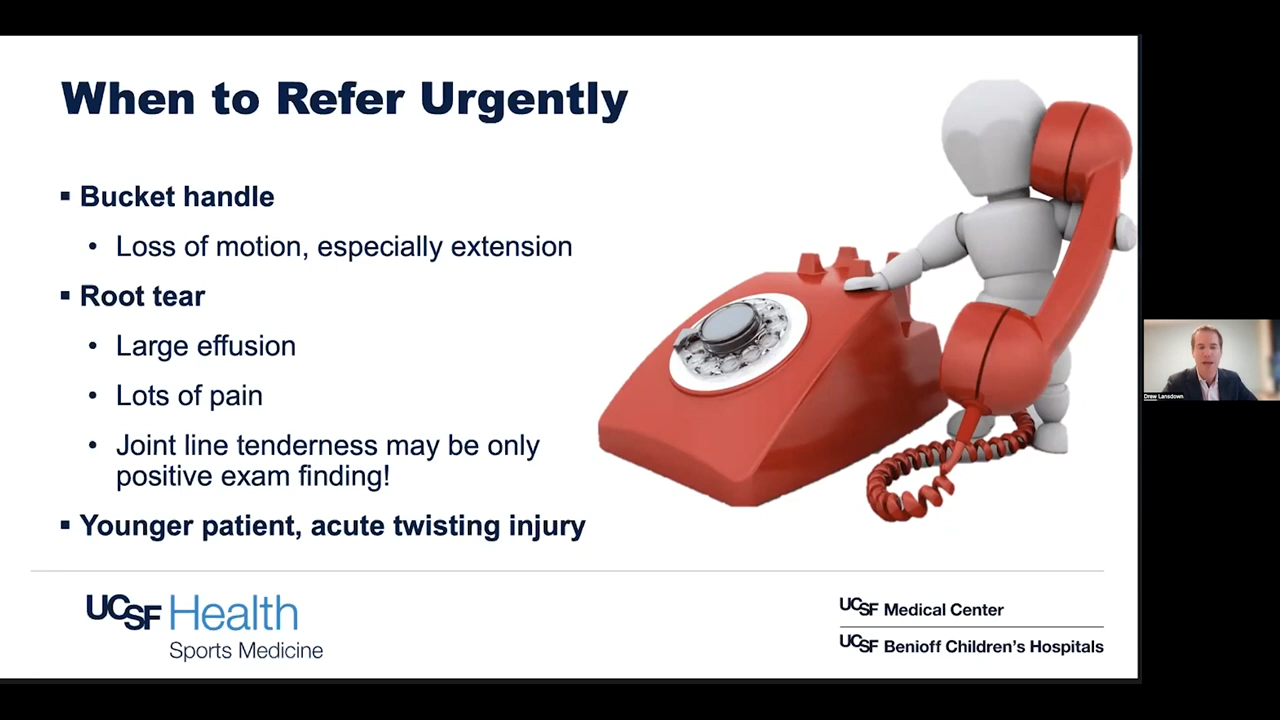 When to Refer Urgently
▪ Bucket handle
• Loss of motion, especially extension
▪ Root tear
• Large effusion
• Lots of pain
• Joint line tenderness may be only
positive exam finding!
▪ Younger patient, acute twisting injury
UCSF Health
Sports Medicine
UCSF Medical Center
UCSF Benioff Children's Hospitals
Drew Lansdown